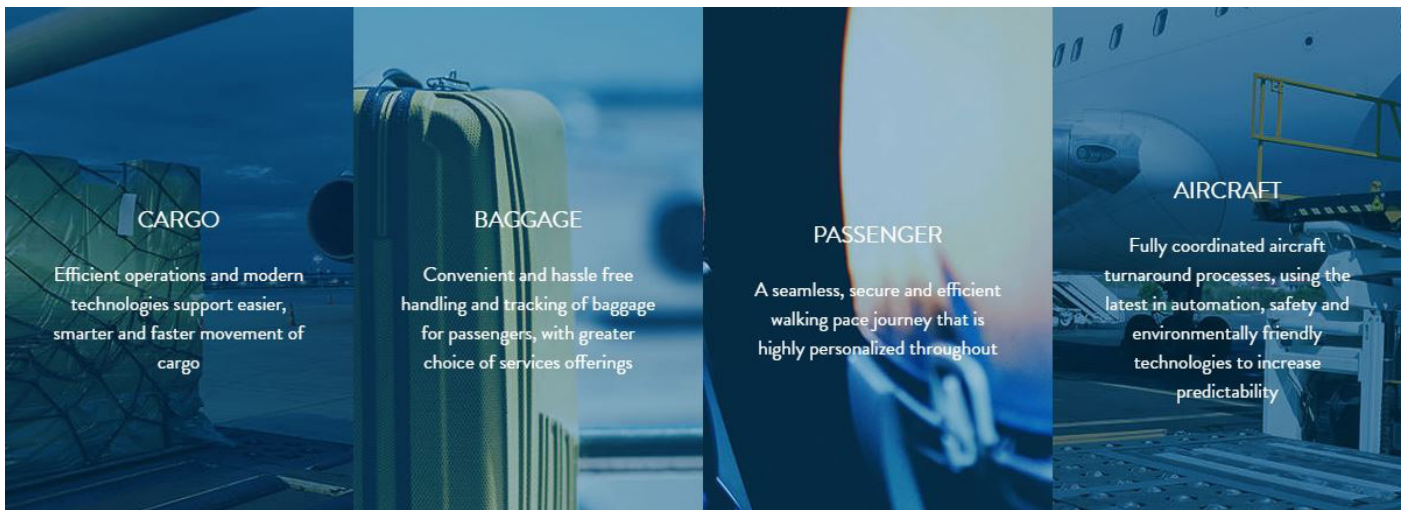 CARGO
Efficient operations and modern
technologies support easier,
smarter and faster movement of
cargo
BAGGAGE
Convenient and hassle free
handling and tracking of baggage
for passengers, with greater
choice of services offerings
PASSENGER
A seamless, secure and efficient
walking pace journey that is
highly personalized throughout
AIRCRAFT
Fully coordinated aircraft
turnaround processes, using the
latest in automation, safety and
environmentally friendly
technologies to increase
predictability